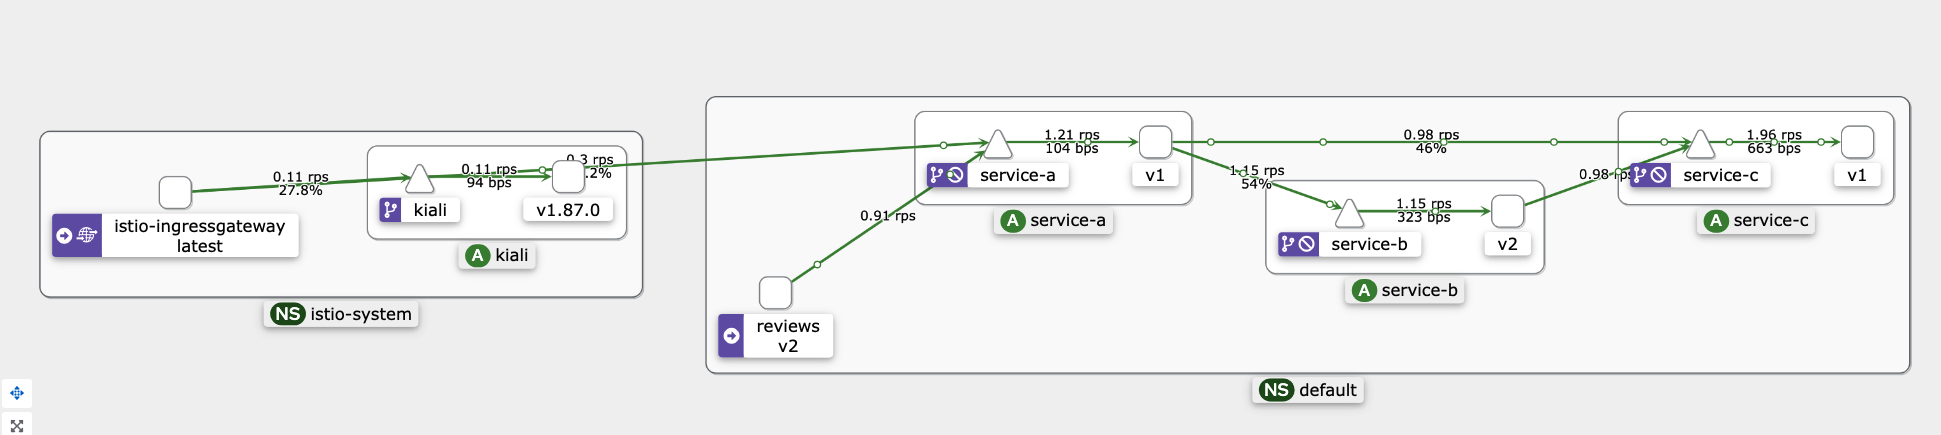 0.11 rps
27.8%
istio-ingressgateway
latest
0.11 rps
94 bps
0.3 rps
.2%
kiali
v1.87.0
A kiali
NS istio-system
0.91 rps
reviews
v2
1.21 rps
104 bps
service-a
v1
A service-a
0.98 rps
46%
1.15 rps
54%
1.15 rps
323 bps
service-b
v2
A service-b
0.98 rps
1.96 rps
663 bps
service-c
v1
A service-c
NS default